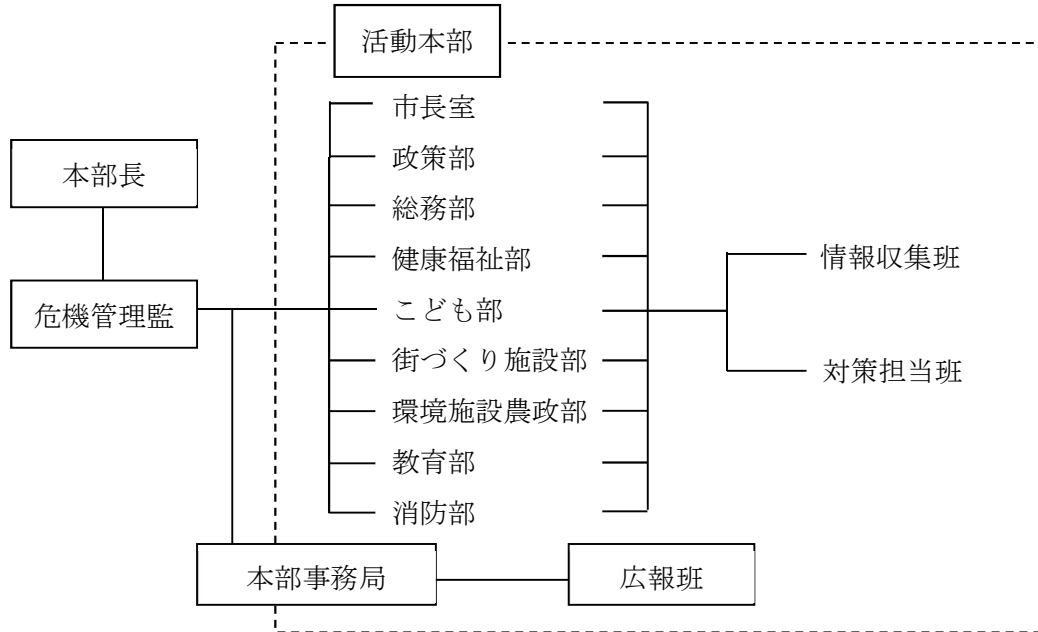 活動本部
市長室
政策部
本部長
総務部
健康福祉部
情報収集班
危機管理監
こども部
街づくり施設部
対策担当班
環境施設農政部
教育部
消防部
本部事務局
広報班